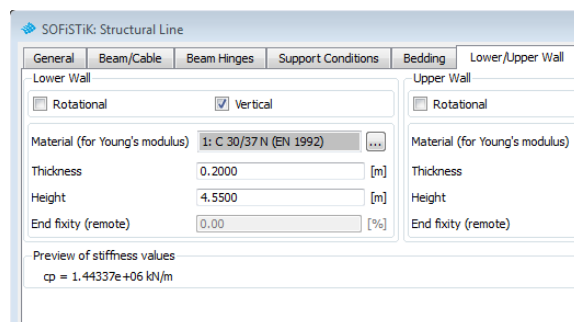 SOFiSTiK: Structural Line
General Beam/Cable Beam Hinges Support Conditions Bedding Lower/Upper Wall
Lower Wall Upper Wall
Rotational Vertical Rotational
Material (for Young's modulus) 1: C 30/37 N (EN 1992) ... Material (for Young's modulus)
Thickness 0.2000 [m] Thickness
Height 4.5500 [m] Height
End fixity (remote) 0.00 [%] End fixity (remote)
Preview of stiffness values
cp = 1.44337e+06 kN/m